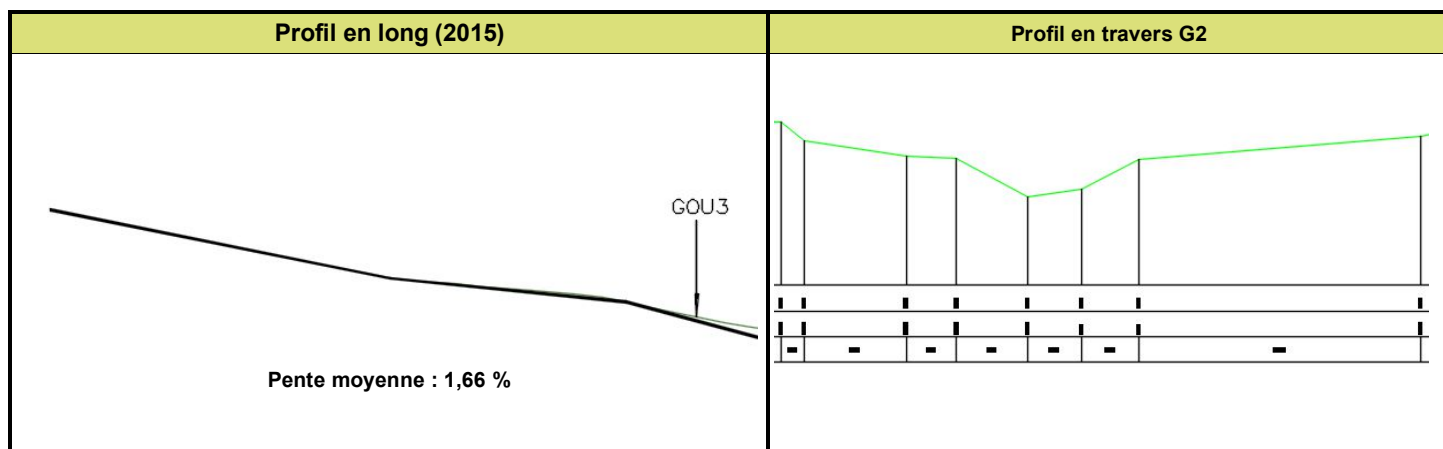 Profil en long (2015)
Profil en travers G2
GOU3
Pente moyenne : 1,66 %